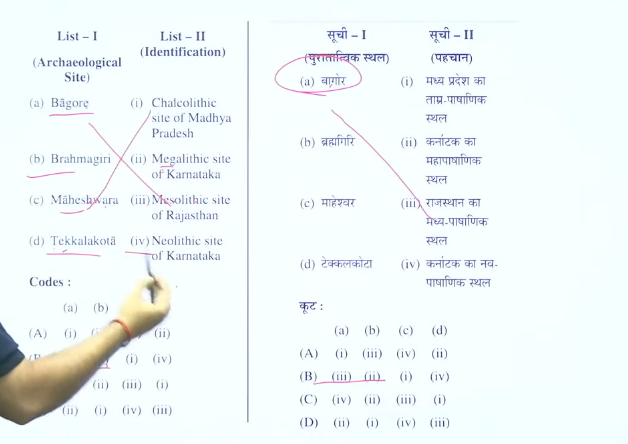 List – I
List – II
(Archaeological
Site)
(Identification)
(a) Bāgore
(i) Chalcolithic
site of Madhya
Pradesh
(b) Brahmagiri
(ii) Megalithic site
of Karnataka
(c) Māheshwara
(iii) Mesolithic site
of Rajasthan
(d) Tekkalakotā
(iv) Neolithic site
of Karnataka
Codes :
(a) (b)
(A) (i) (ii)
(i) (iv)
(ii) (iii) (i)
(ii) (i) (iv) (iii)
सूची – I
सूची – II
(पुरातात्विक स्थल)
(पहचान)
(a) बागोर
(i) मध्य प्रदेश का
ताम्र-पाषाणिक
स्थल
(b) ब्रह्मगिरि
(ii) कर्नाटक का
महापाषाणिक
स्थल
(c) माहेश्वर
(iii) राजस्थान का
मध्य-पाषाणिक
स्थल
(d) टेक्कलकोटा
(iv) कर्नाटक का नव-
पाषाणिक स्थल
कूट :
(a) (b) (c) (d)
(A) (i) (iii) (iv) (ii)
(B) (iii) (ii) (i) (iv)
(C) (iv) (ii) (iii) (i)
(D) (ii) (i) (iv) (iii)